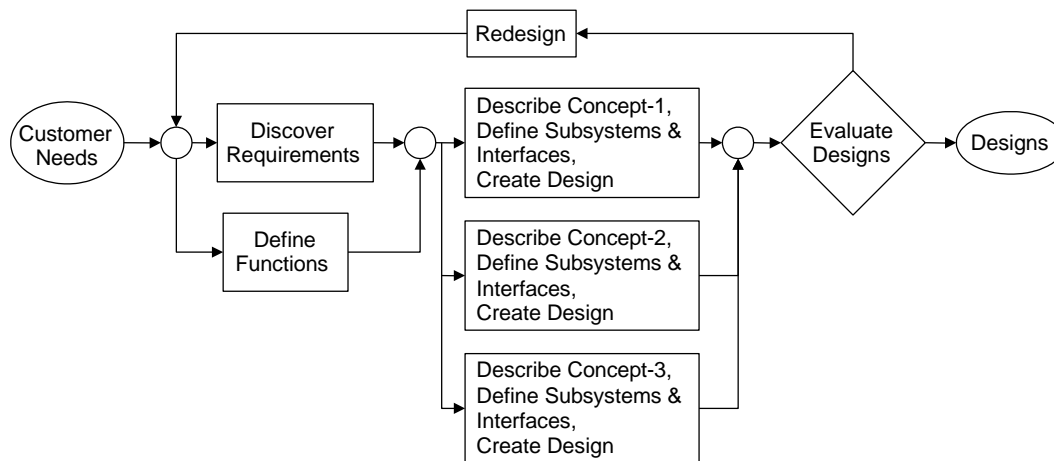 Redesign
Customer
Needs
Discover
Requirements
Define
Functions
Describe Concept-1,
Define Subsystems &
Interfaces,
Create Design
Describe Concept-2,
Define Subsystems &
Interfaces,
Create Design
Describe Concept-3,
Define Subsystems &
Interfaces,
Create Design
Evaluate
Designs
Designs